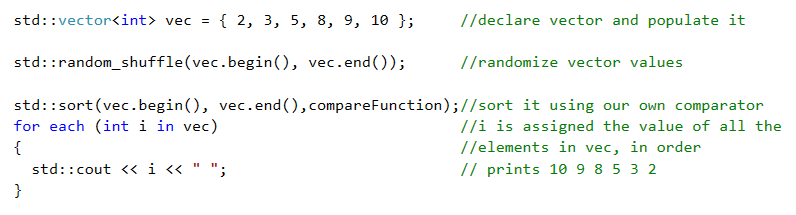 std::vector<int> vec = { 2, 3, 5, 8, 9, 10 };     //declare vector and populate it
std::random_shuffle(vec.begin(), vec.end());      //randomize vector values
std::sort(vec.begin(), vec.end(),compareFunction);//sort it using our own comparator
for each (int i in vec)                           //i is assigned the value of all the
{                                                 //elements in vec, in order
  std::cout << i << " ";                          // prints 10 9 8 5 3 2
}